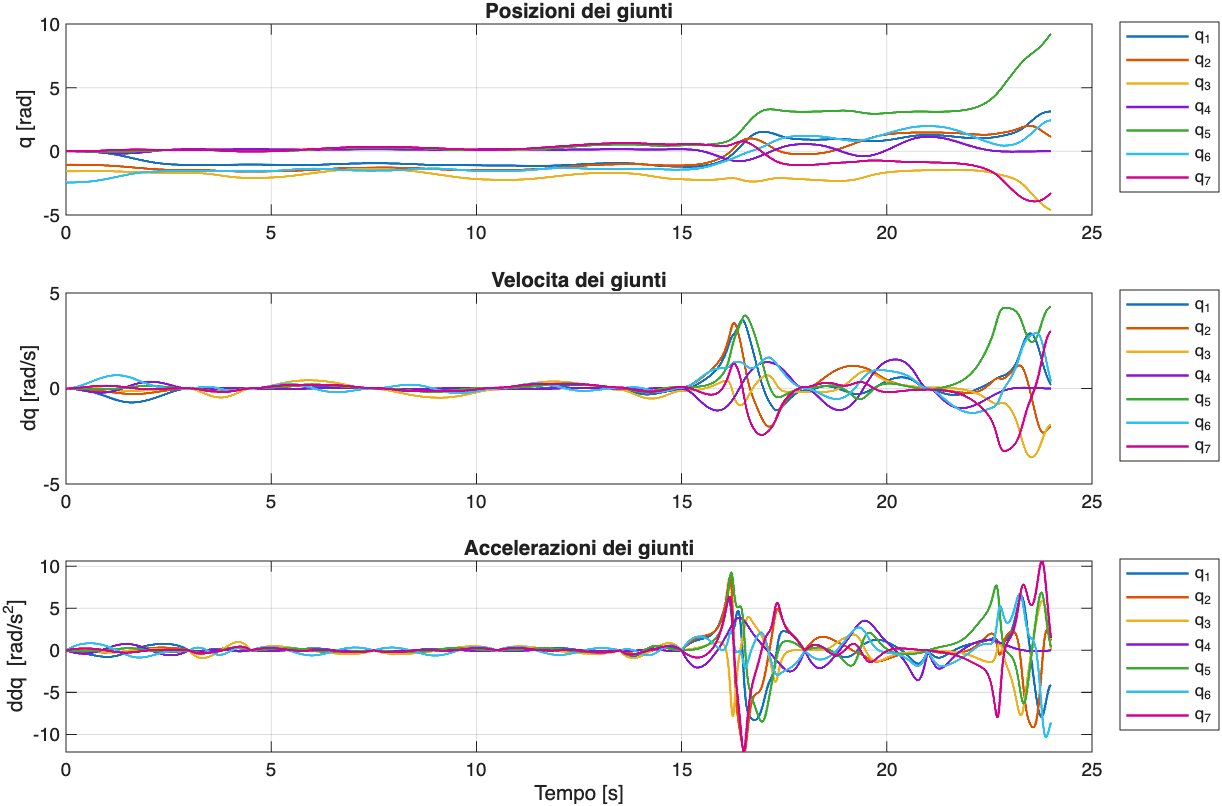 Posizioni dei giunti
q [rad]
10
5
0
-5
0 5 10 15 20 25
q1
q2
q3
q4
q5
q6
q7
Velocita dei giunti
dq [rad/s]
5
0
-5
0 5 10 15 20 25
q1
q2
q3
q4
q5
q6
q7
Accelerazioni dei giunti
ddq [rad/s²]
10
5
0
-5
-10
0 5 10 15 20 25
Tempo [s]
q1
q2
q3
q4
q5
q6
q7